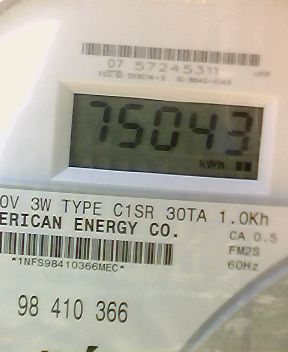 07 57245311
75043
kWh
0V 3W TYPE C1SR 30TA 1.0Kh
ERICAN ENERGY CO.
CA 0.5
FM2S
60Hz
*1NFS98410366MEC*
98 410 366